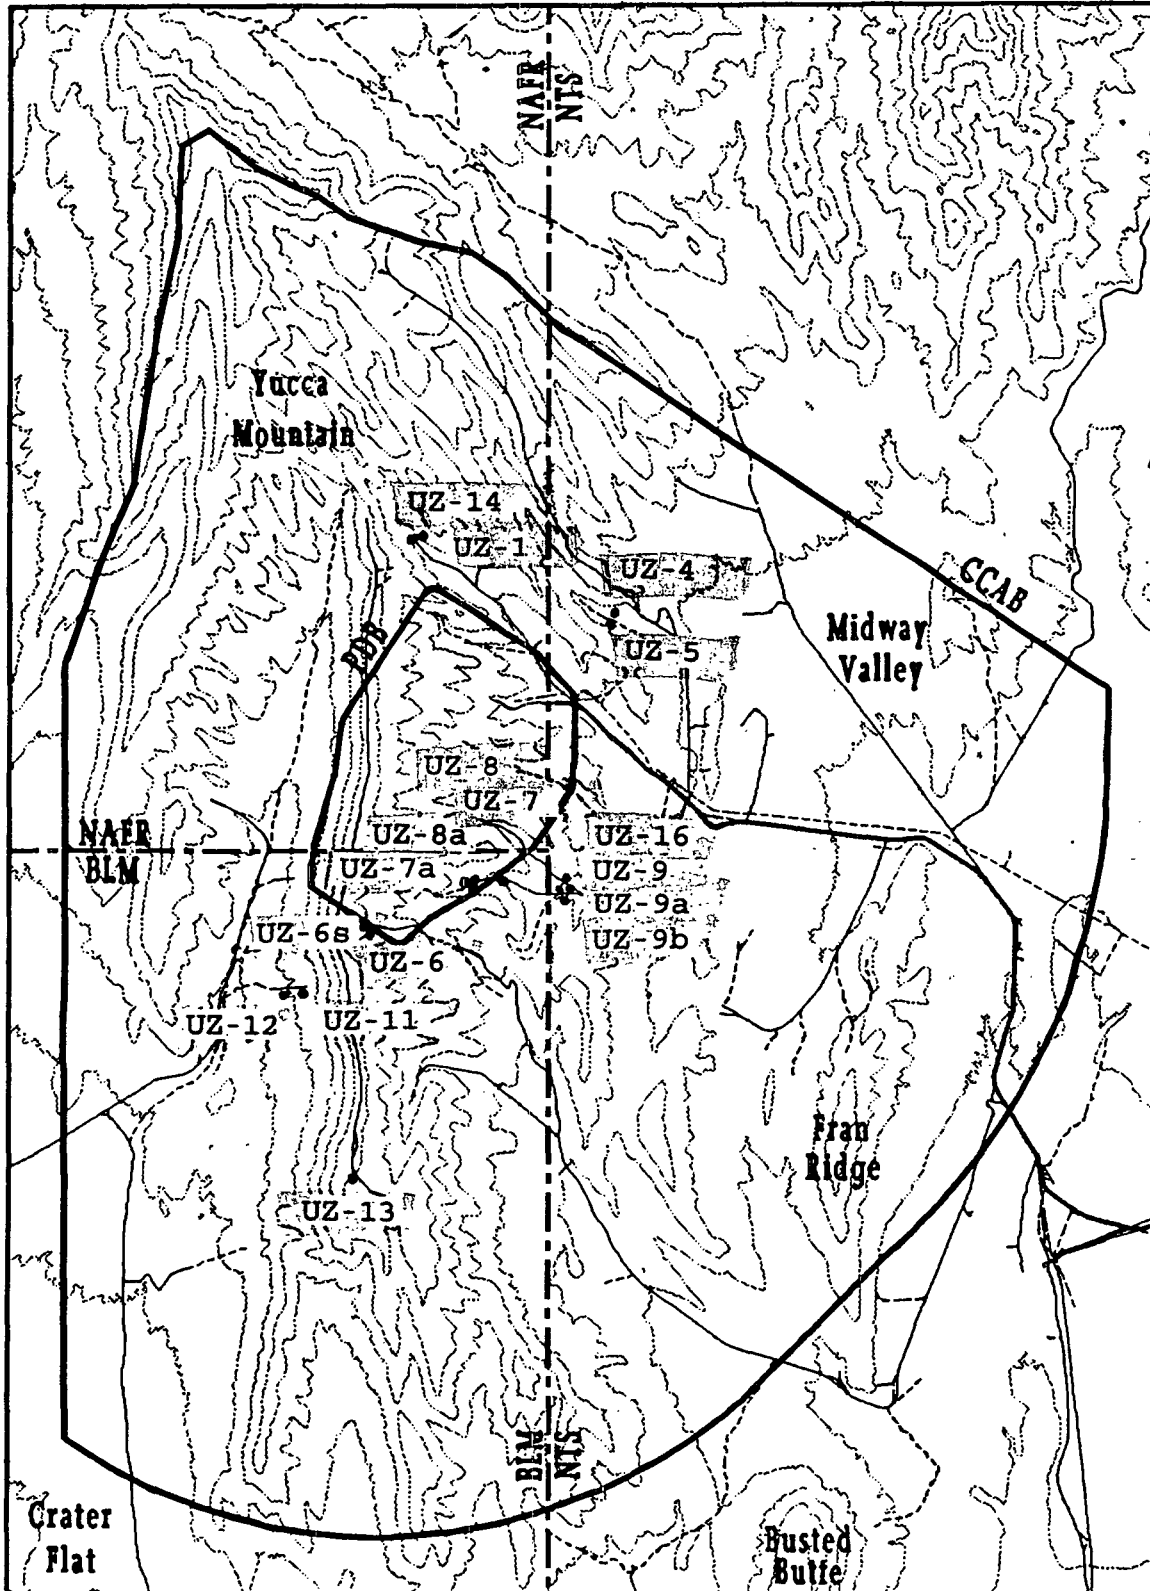 NAFR
NTS
Yucca
Mountain
UZ-14
UZ-1
UZ-4
CCAB
UZ-5
Midway
Valley
PDB
UZ-8
UZ-7
NAFR
BLM
UZ-8a
UZ-7a
UZ-16
UZ-9
UZ-9a
UZ-9b
UZ-6s
UZ-6
UZ-12
UZ-11
Fran
Ridge
UZ-13
BLM
NTS
Crater
Flat
Busted
Butte